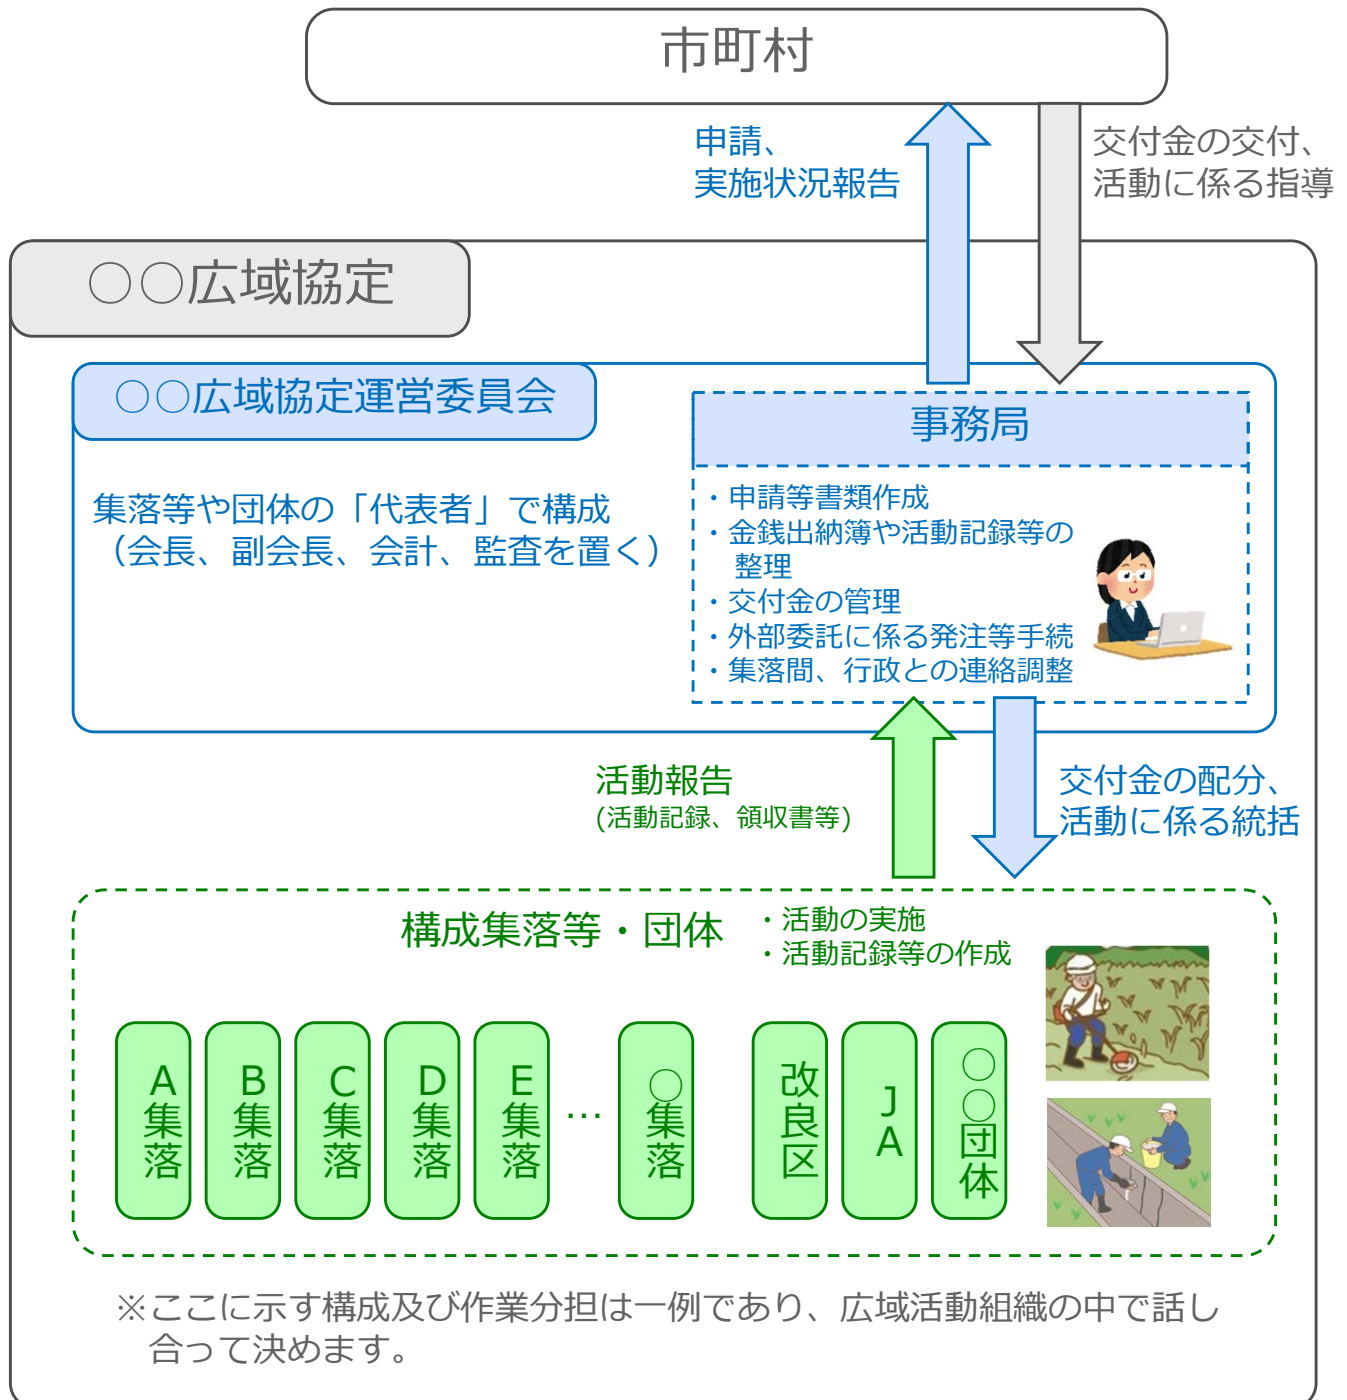 市町村
申請、
実施状況報告
交付金の交付、
活動に係る指導
○○広域協定
○○広域協定運営委員会
集落等や団体の「代表者」で構成
（会長、副会長、会計、監査を置く）
事務局
・申請等書類作成
・金銭出納簿や活動記録等の
整理
・交付金の管理
・外部委託に係る発注等手続
・集落間、行政との連絡調整
活動報告
(活動記録、領収書等)
交付金の配分、
活動に係る統括
構成集落等・団体
・活動の実施
・活動記録等の作成
A集落
B集落
C集落
D集落
E集落
…
○集落
改良区
JA
○○団体
※ここに示す構成及び作業分担は一例であり、広域活動組織の中で話し
合って決めます。